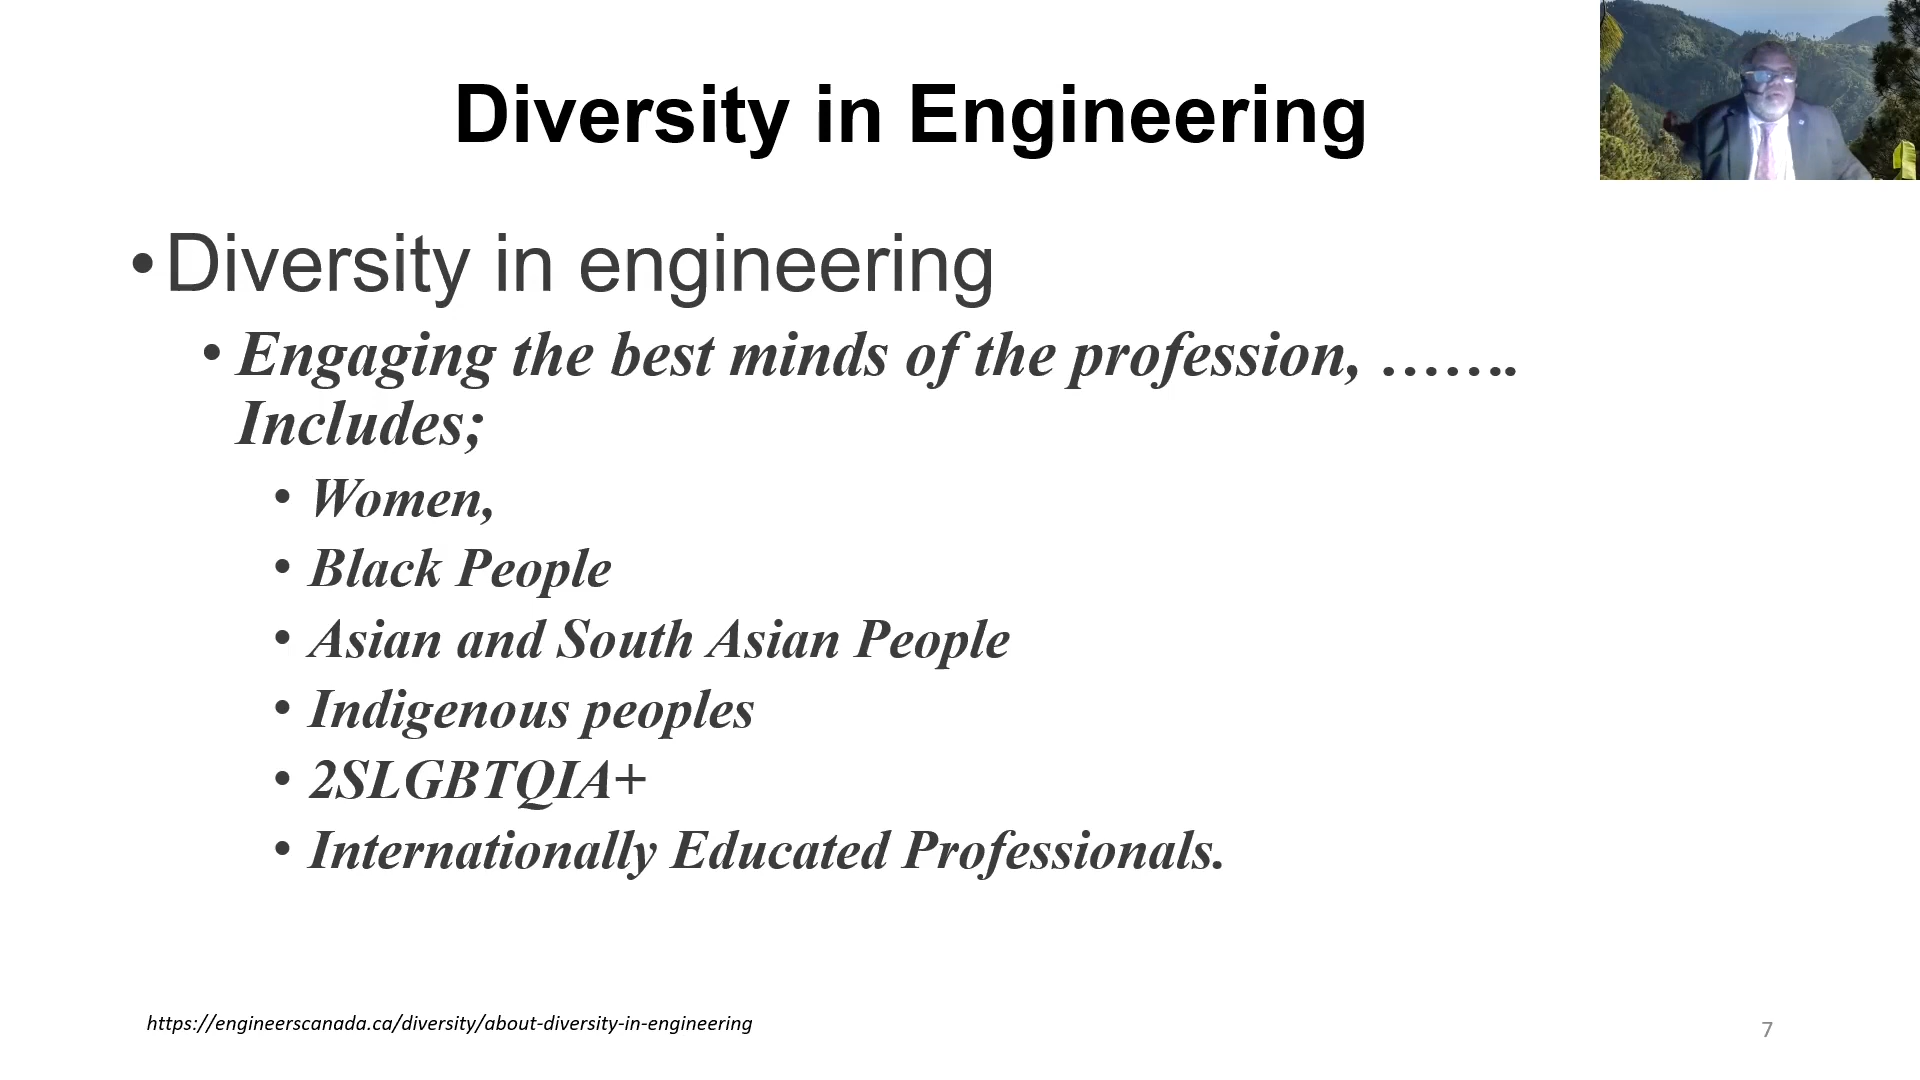 Diversity in Engineering
• Diversity in engineering
• Engaging the best minds of the profession, …….
Includes;
• Women,
• Black People
• Asian and South Asian People
• Indigenous peoples
• 2SLGBTQIA+
• Internationally Educated Professionals.
https://engineerscanada.ca/diversity/about-diversity-in-engineering
7